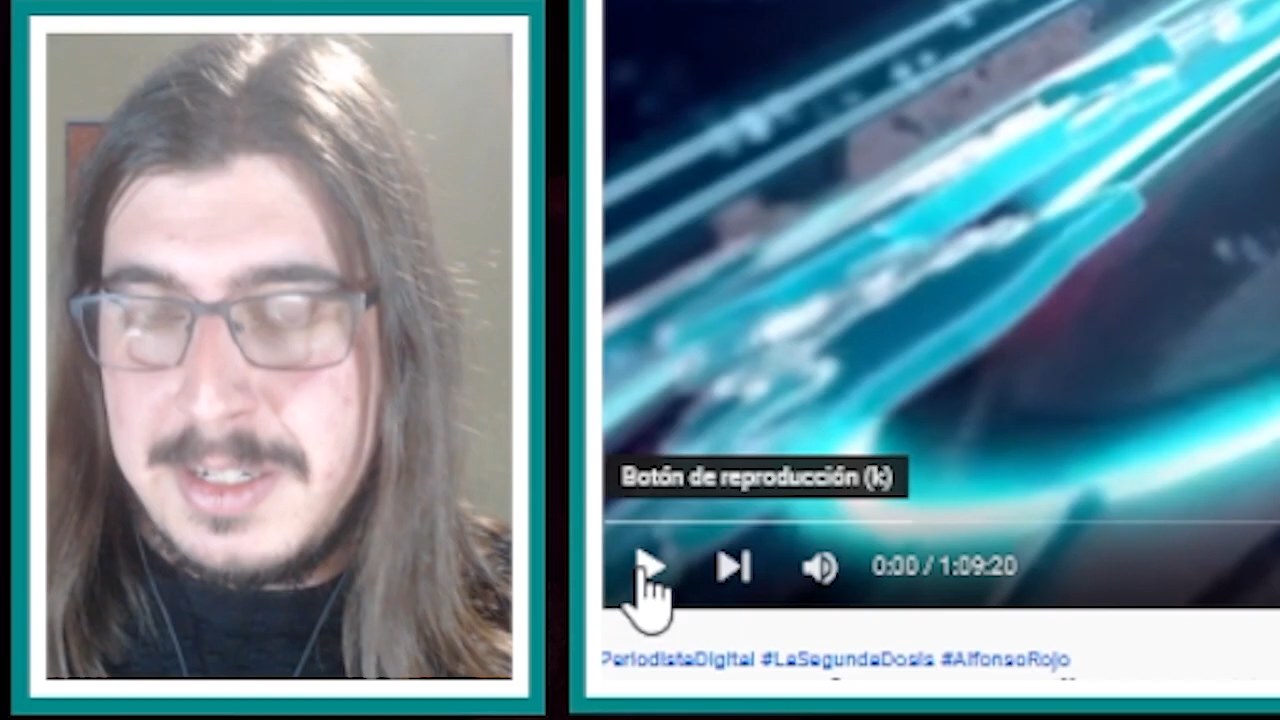 Botón de reproducción (k)
0:00 / 1:09:20
PeriodistaDigital #LaSegundaDosis #AlfonsoRojo